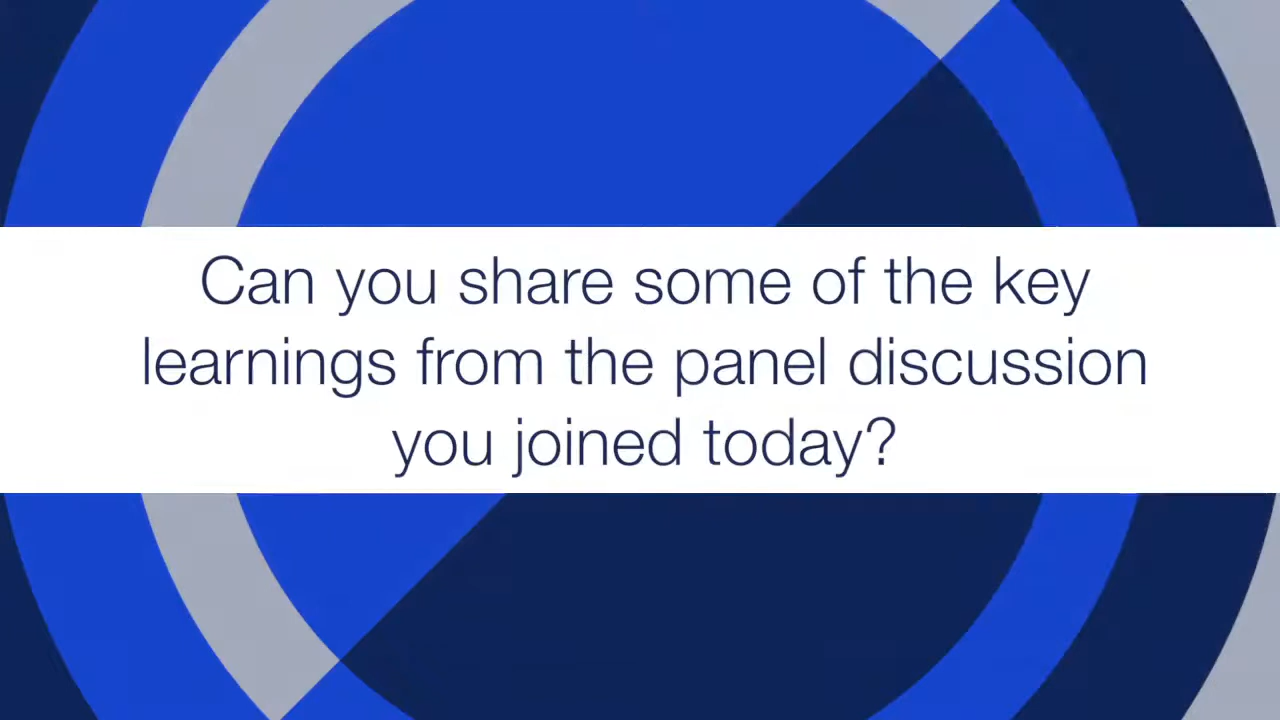 Can you share some of the key
learnings from the panel discussion
you joined today?